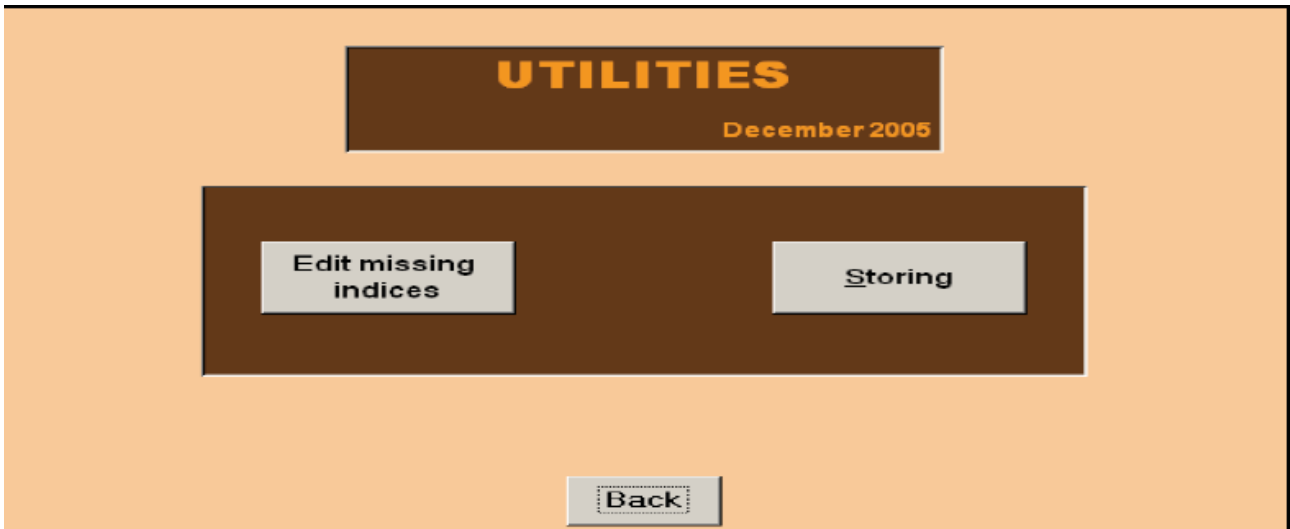 UTILITIES
December 2005
Edit missing
indices
Storing
Back